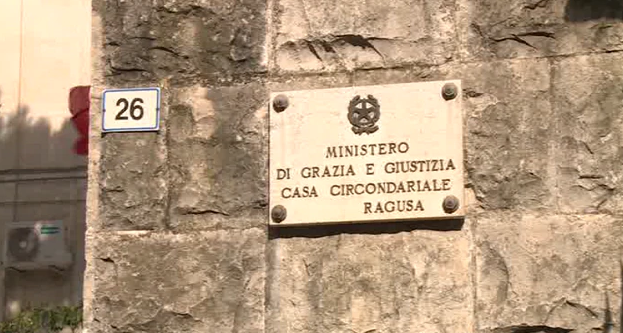 26
MINISTERO
DI GRAZIA E GIUSTIZIA
CASA CIRCONDARIALE
RAGUSA